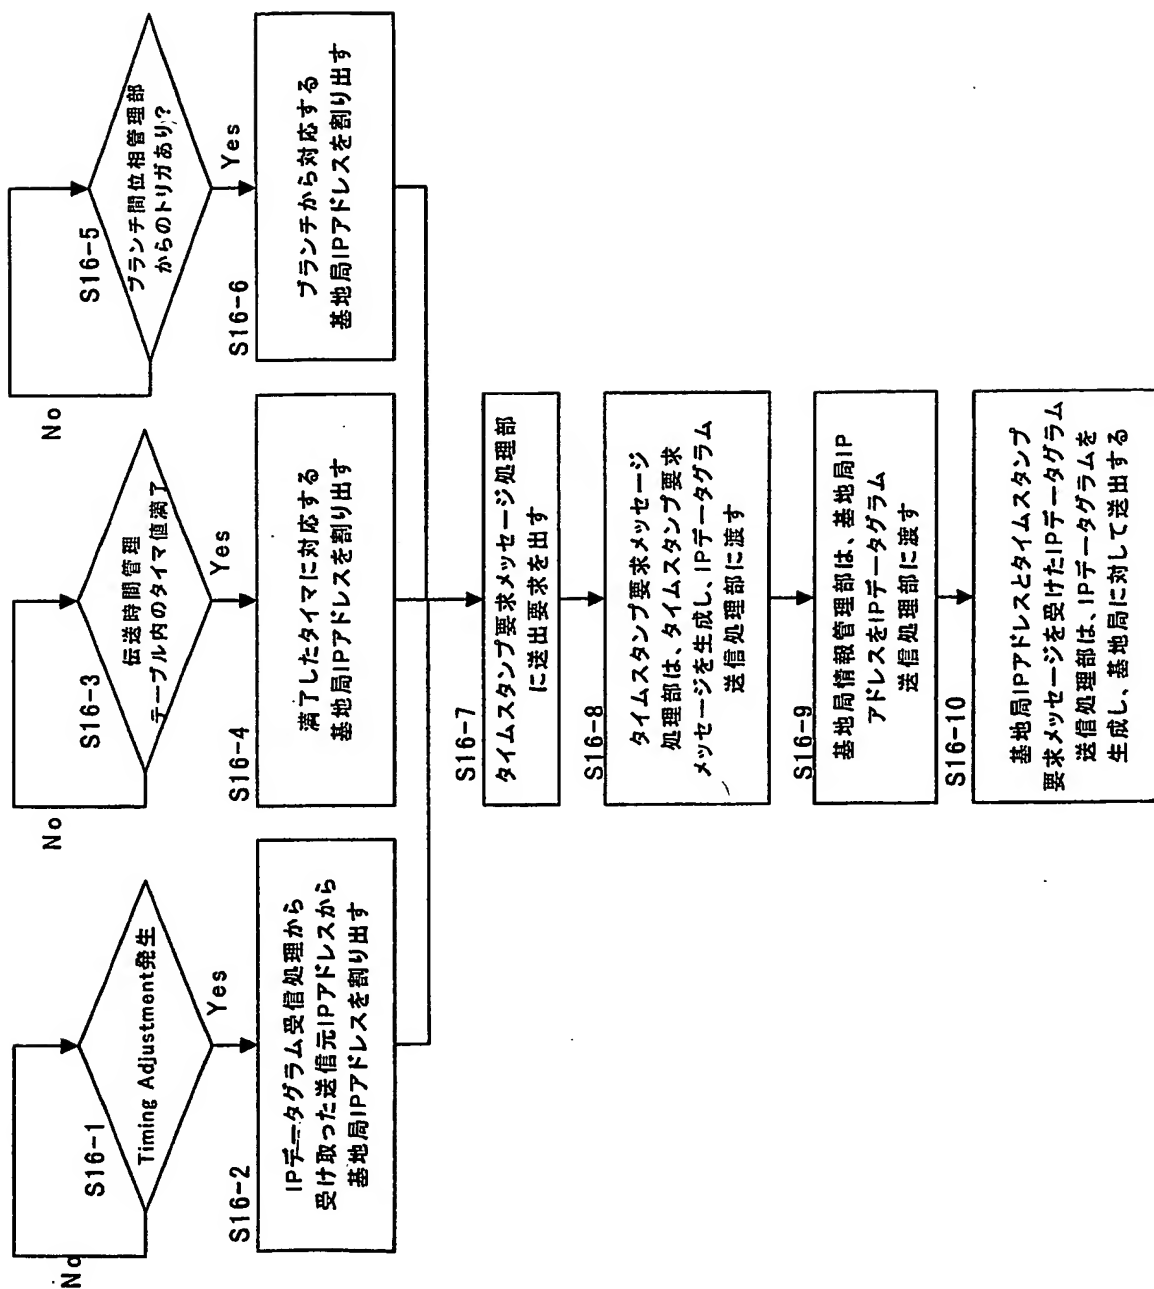 No
S16-1
Timing Adjustment発生
Yes
S16-2
IPデータグラム受信処理から
受け取った送信元IPアドレスから
基地局IPアドレスを割り出す
No
S16-3
伝送時間管理
テーブル内のタイマ値満了
Yes
S16-4
満了したタイマに対応する
基地局IPアドレスを割り出す
No
S16-5
ブランチ間位相管理部
からのトリガあり?
Yes
S16-6
ブランチから対応する
基地局IPアドレスを割り出す
S16-7
タイムスタンプ要求メッセージ処理部
に送出要求を出す
S16-8
タイムスタンプ要求メッセージ
処理部は、タイムスタンプ要求
メッセージを生成し、IPデータグラム
送信処理部に渡す
S16-9
基地局情報管理部は、基地局IP
アドレスをIPデータグラム
送信処理部に渡す
S16-10
基地局IPアドレスとタイムスタンプ
要求メッセージを受けたIPデータグラム
送信処理部は、IPデータグラムを
生成し、基地局に対して送出する